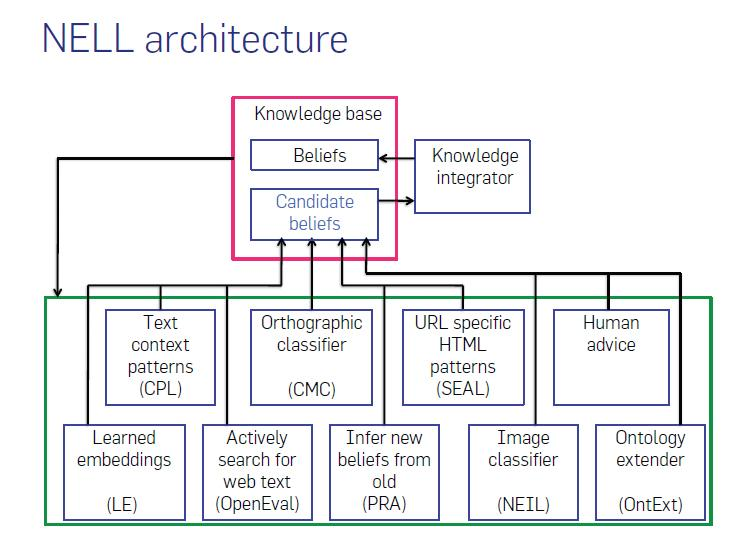 NELL architecture
Knowledge base
Beliefs
Knowledge
integrator
Candidate
beliefs
Text
context
patterns
(CPL)
Orthographic
classifier
(CMC)
URL specific
HTML
patterns
(SEAL)
Human
advice
Learned
embeddings
(LE)
Actively
search for
web text
(OpenEval)
Infer new
beliefs from
old
(PRA)
Image
classifier
(NEIL)
Ontology
extender
(OntExt)